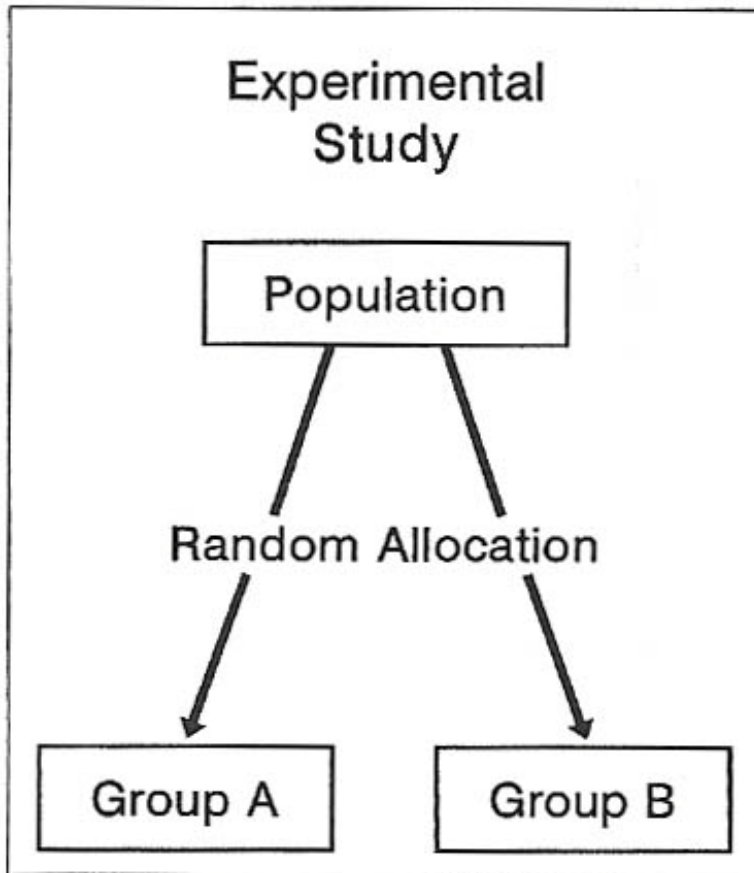 Experimental
Study
Population
Random Allocation
Group A
Group B